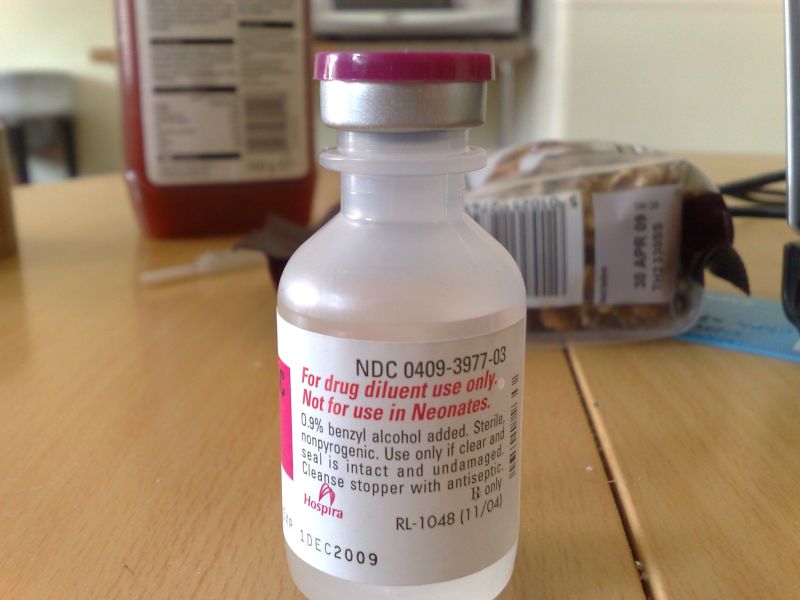 NDC 0409-3977-03
For drug diluent use only.
Not for use in Neonates.
0.9% benzyl alcohol added. Sterile,
nonpyrogenic. Use only if clear and
seal is intact and undamaged.
Cleanse stopper with antiseptic.
℞ only
Hospira
RL-1048 (11/04)
Exp 1DEC2009
30 APR 09